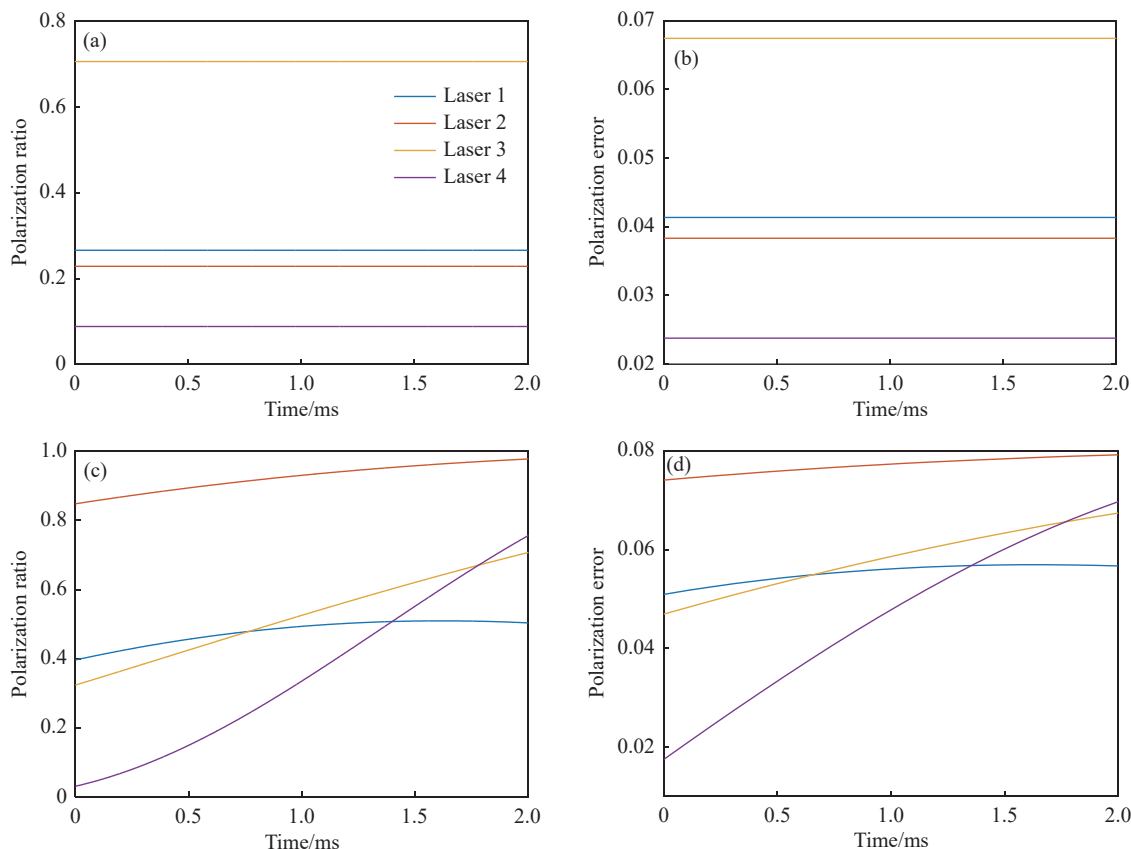 (a)
Polarization ratio
0.8
0.6
0.4
0.2
0
0 0.5 1.0 1.5 2.0
Time/ms
Laser 1
Laser 2
Laser 3
Laser 4
(b)
Polarization error
0.07
0.06
0.05
0.04
0.03
0.02
0 0.5 1.0 1.5 2.0
Time/ms
(c)
Polarization ratio
1.0
0.8
0.6
0.4
0.2
0
0 0.5 1.0 1.5 2.0
Time/ms
(d)
Polarization error
0.08
0.06
0.04
0.02
0 0.5 1.0 1.5 2.0
Time/ms